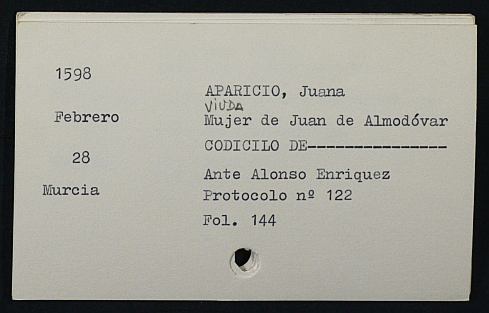 1598
APARICIO, Juana
VIUDA
Febrero
Mujer de Juan de Almodóvar
CODICILO DE----------------
28
Ante Alonso Enriquez
Murcia
Protocolo nº 122
Fol. 144